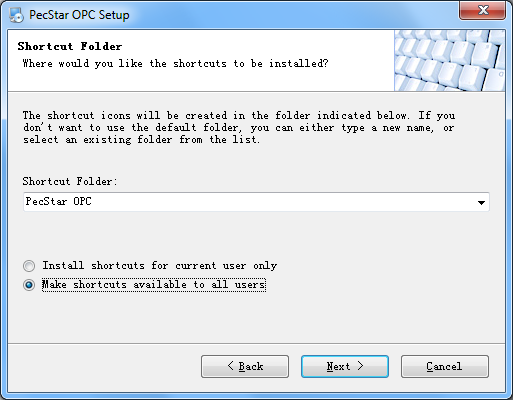 PecStar OPC Setup
Shortcut Folder
Where would you like the shortcuts to be installed?
The shortcut icons will be created in the folder indicated below. If you
don't want to use the default folder, you can either type a new name, or
select an existing folder from the list.
Shortcut Folder:
PecStar OPC
Install shortcuts for current user only
Make shortcuts available to all users
< Back
Next >
Cancel